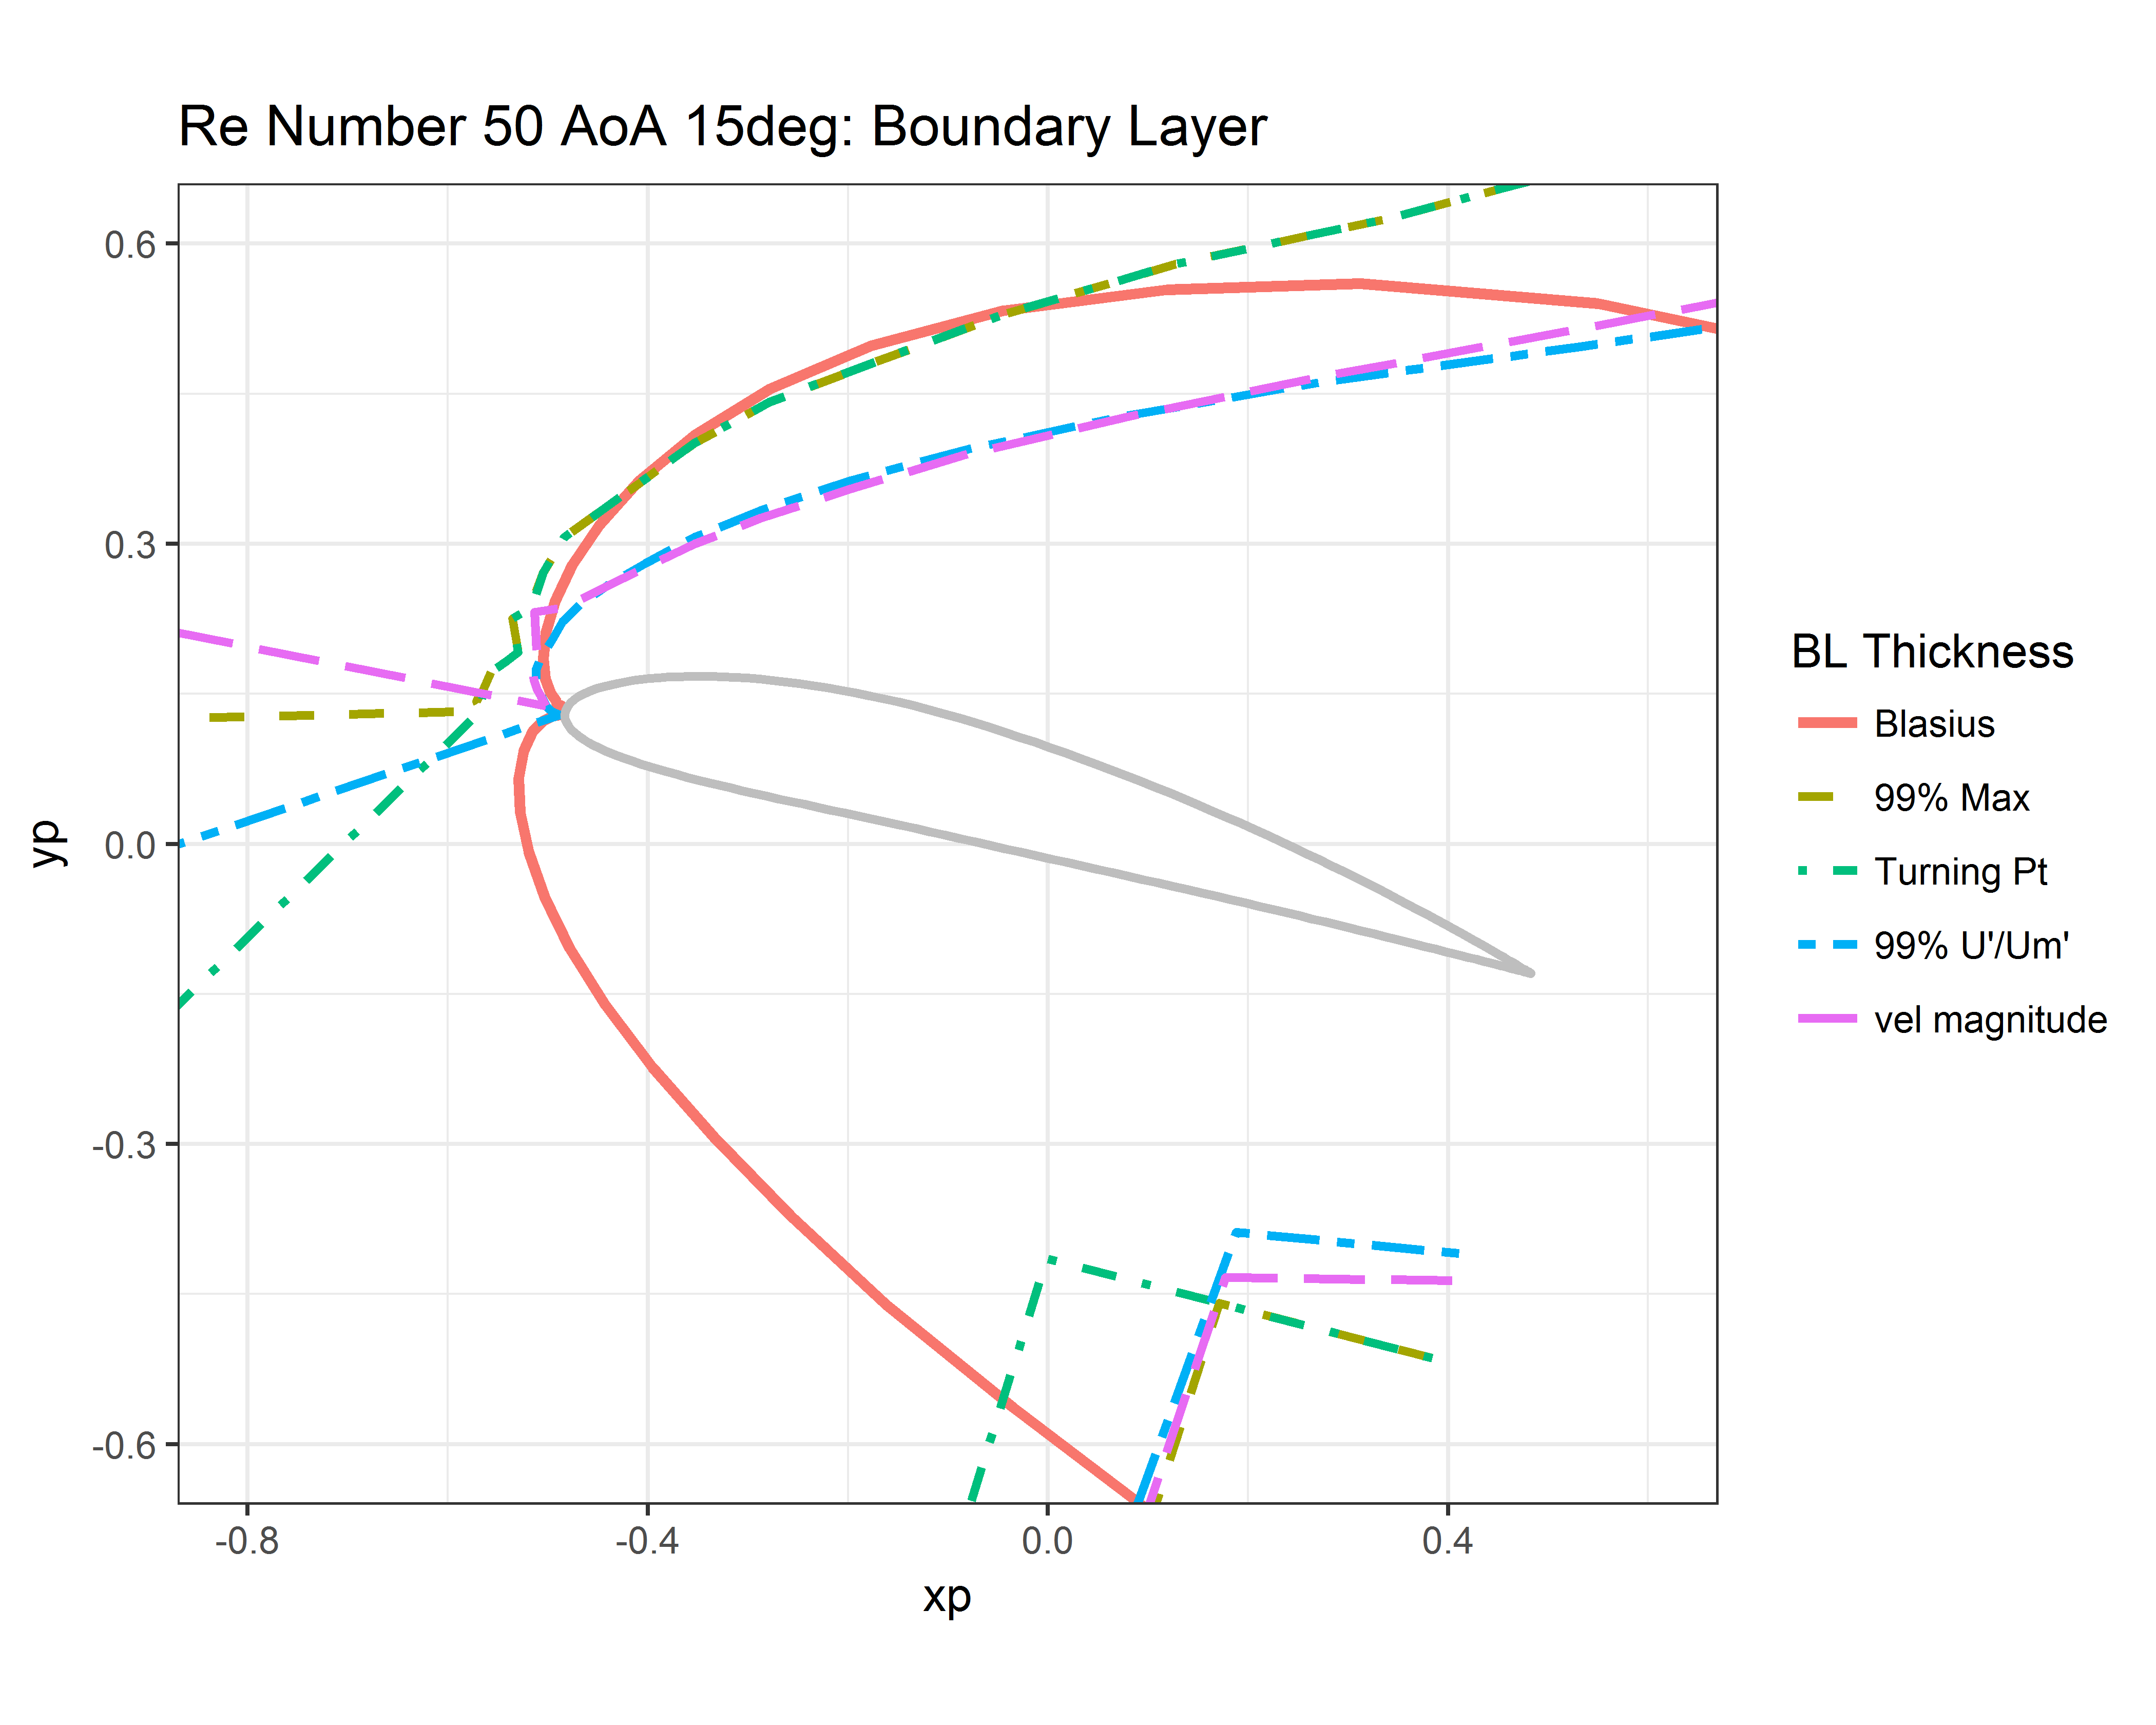 Re Number 50 AoA 15deg: Boundary Layer
yp
0.6
0.3
0.0
-0.3
-0.6
-0.8
-0.4
0.0
0.4
xp
BL Thickness
Blasius
99% Max
Turning Pt
99% U'/Um'
vel magnitude